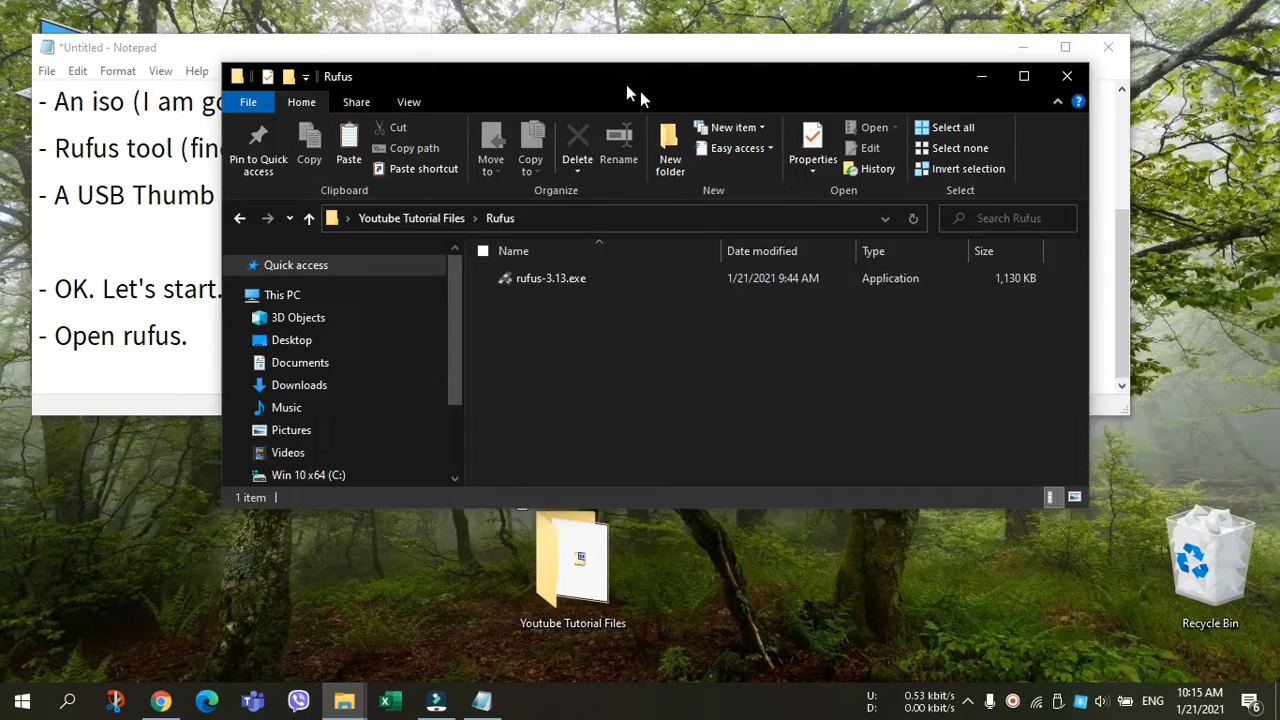 *Untitled - Notepad
File Edit Format View Help
- An iso (I am go
- Rufus tool (fin
- A USB Thumb
- OK. Let's start.
- Open rufus.
Rufus
File Home Share View
Pin to Quick access
Copy
Paste
Cut
Copy path
Paste shortcut
Clipboard
Move to
Copy to
Delete
Rename
Organize
New folder
New item
Easy access
New
Properties
Open
Edit
History
Open
Select all
Select none
Invert selection
Select
Youtube Tutorial Files > Rufus
Search Rufus
Name Date modified Type Size
rufus-3.13.exe 1/21/2021 9:44 AM Application 1,130 KB
Quick access
This PC
3D Objects
Desktop
Documents
Downloads
Music
Pictures
Videos
Win 10 x64 (C:)
1 item
Youtube Tutorial Files
Recycle Bin
U: 0.53 kbit/s
D: 0.00 kbit/s
ENG
10:15 AM
1/21/2021
6